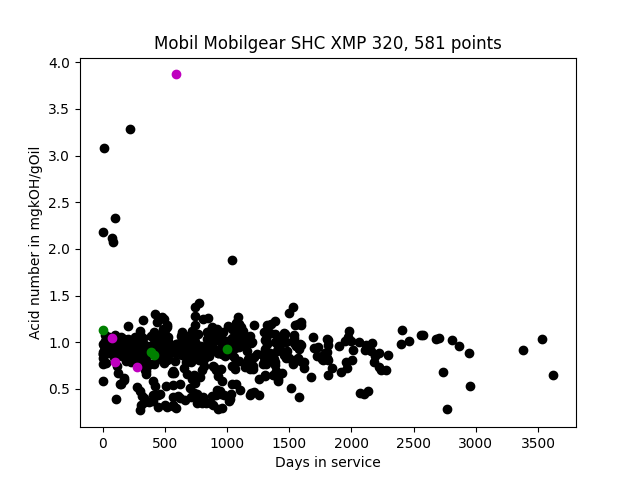 Mobil Mobilgear SHC XMP 320, 581 points
4.0
3.5
3.0
2.5
2.0
1.5
1.0
0.5
Acid number in mgkOH/gOil
0 500 1000 1500 2000 2500 3000 3500
Days in service